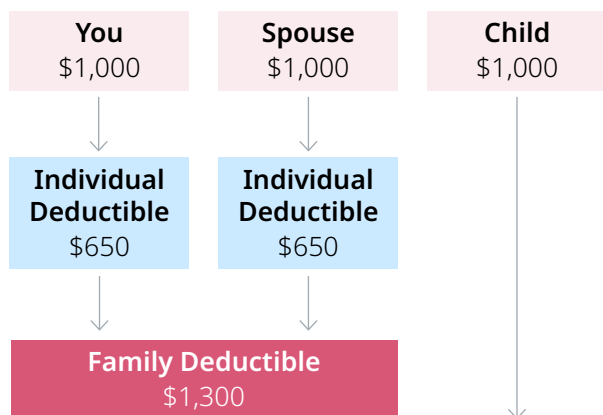 You
$1,000
Spouse
$1,000
Child
$1,000
Individual
Deductible
$650
Individual
Deductible
$650
Family Deductible
$1,300